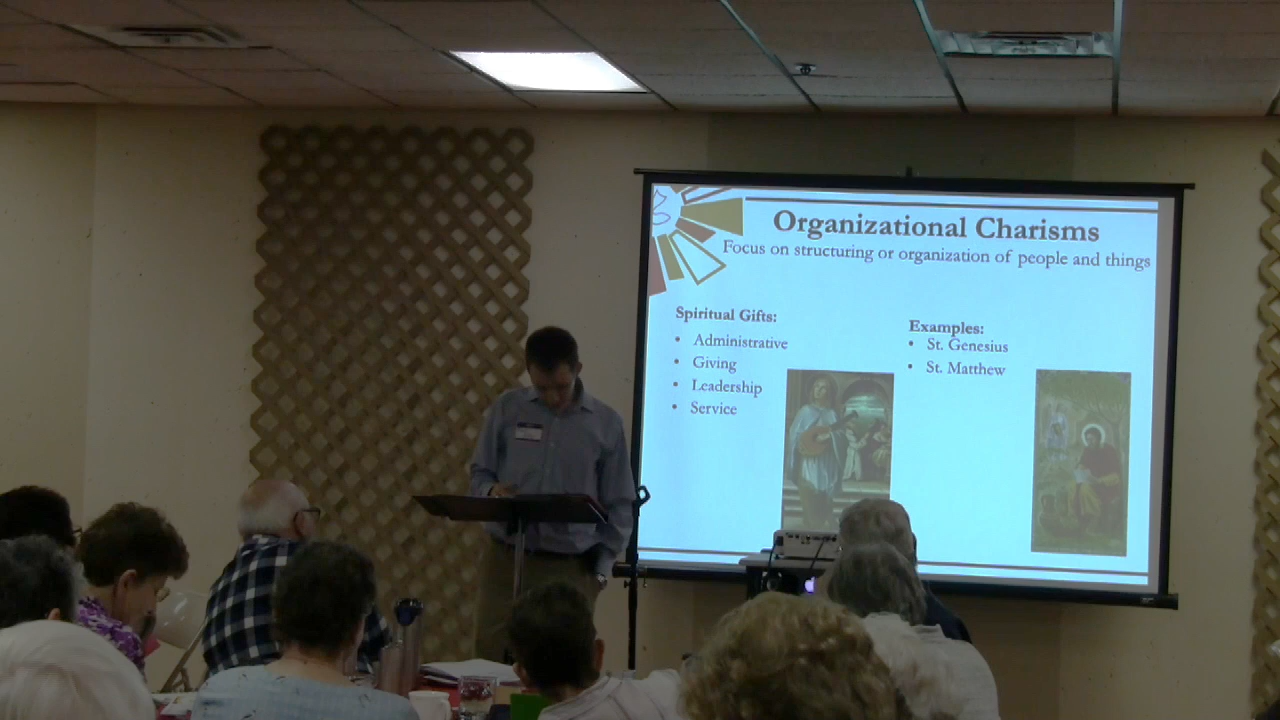 Organizational Charisms
Focus on structuring or organization of people and things
Spiritual Gifts:
• Administrative
• Giving
• Leadership
• Service
Examples:
• St. Genesius
• St. Matthew